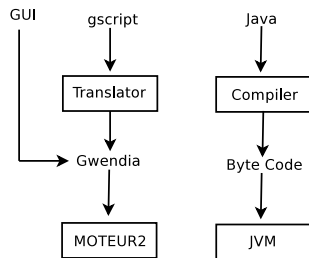 GUI
gscript
Java
Translator
Compiler
Gwendia
Byte Code
MOTEUR2
JVM